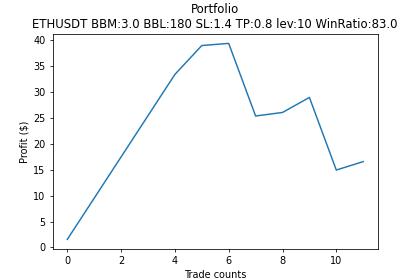 Portfolio
ETHUSDT BBM:3.0 BBL:180 SL:1.4 TP:0.8 lev:10 WinRatio:83.0
40
35
30
25
20
15
10
5
0
Profit ($)
0 2 4 6 8 10
Trade counts